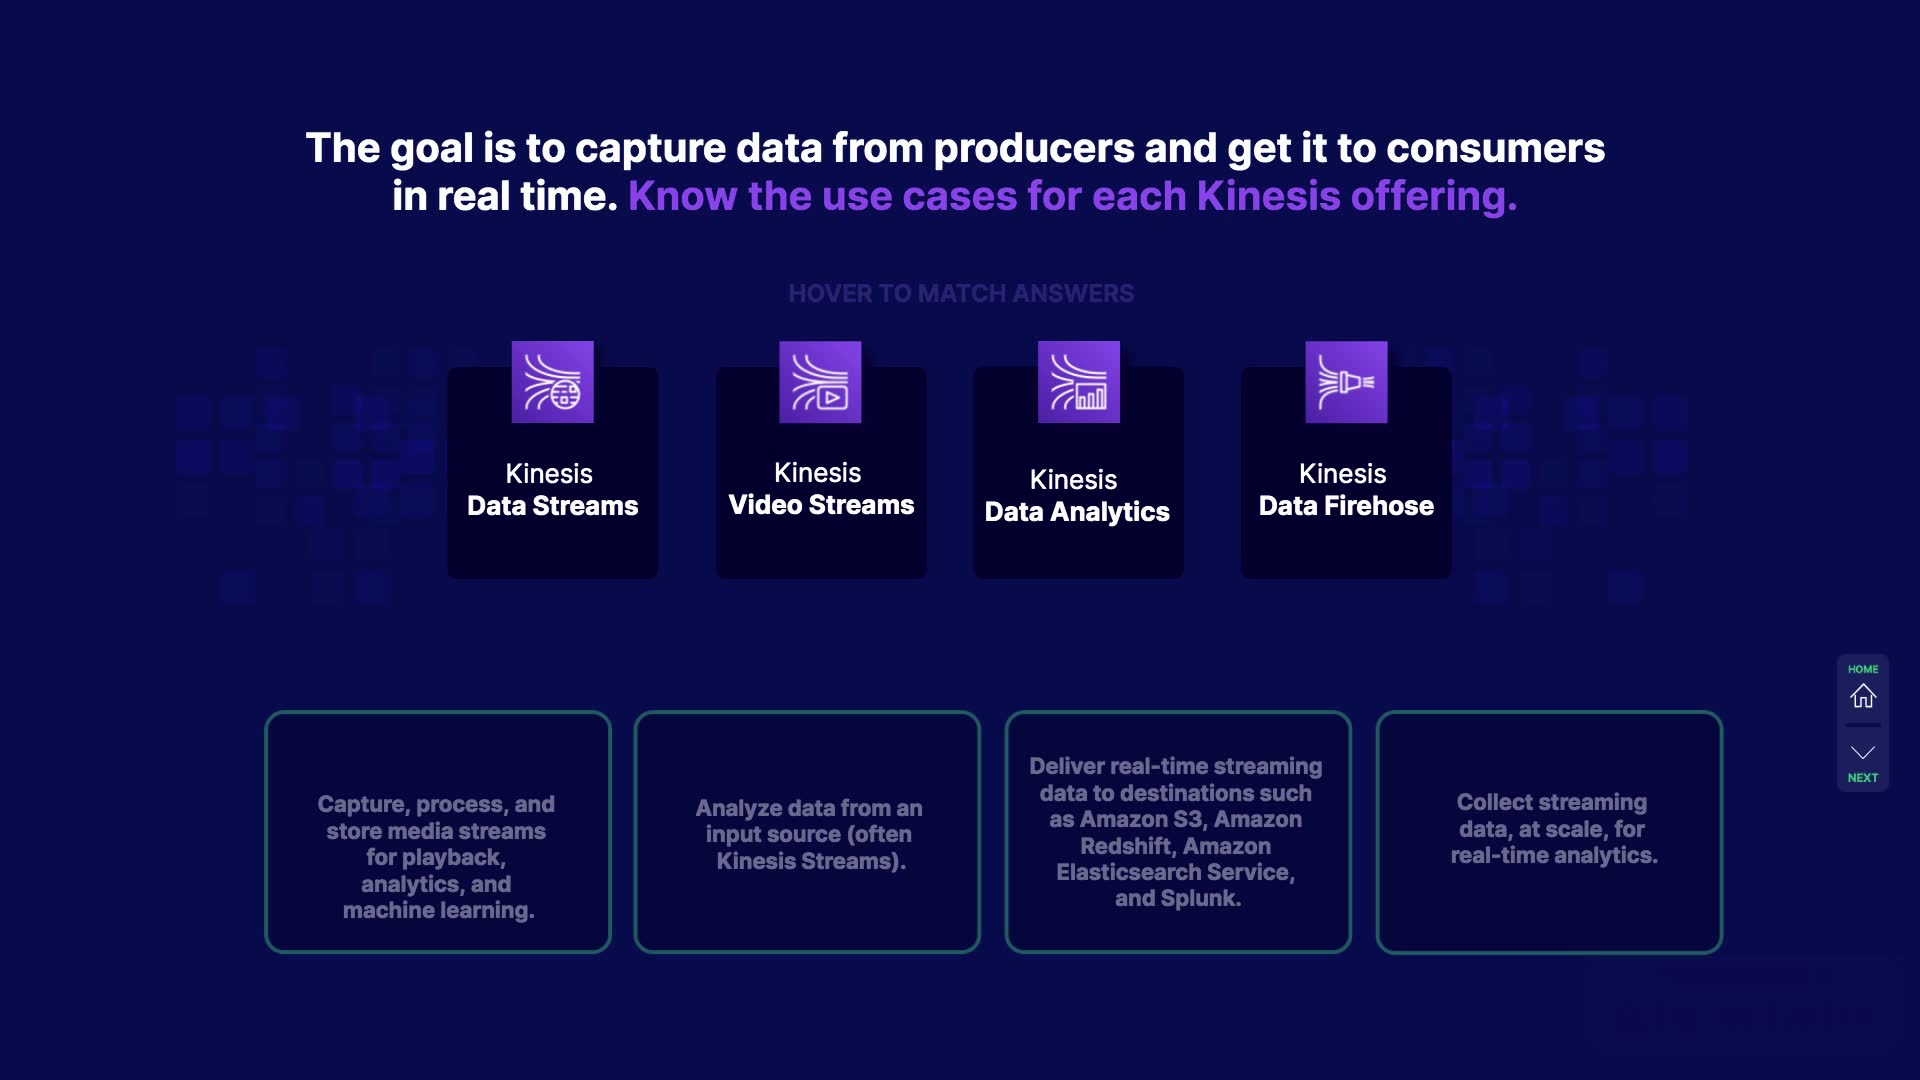 The goal is to capture data from producers and get it to consumers
in real time. Know the use cases for each Kinesis offering.
HOVER TO MATCH ANSWERS
Kinesis
Data Streams
Kinesis
Video Streams
Kinesis
Data Analytics
Kinesis
Data Firehose
HOME
NEXT
Capture, process, and
store media streams
for playback,
analytics, and
machine learning.
Analyze data from an
input source (often
Kinesis Streams).
Deliver real-time streaming
data to destinations such
as Amazon S3, Amazon
Redshift, Amazon
Elasticsearch Service,
and Splunk.
Collect streaming
data, at scale, for
real-time analytics.